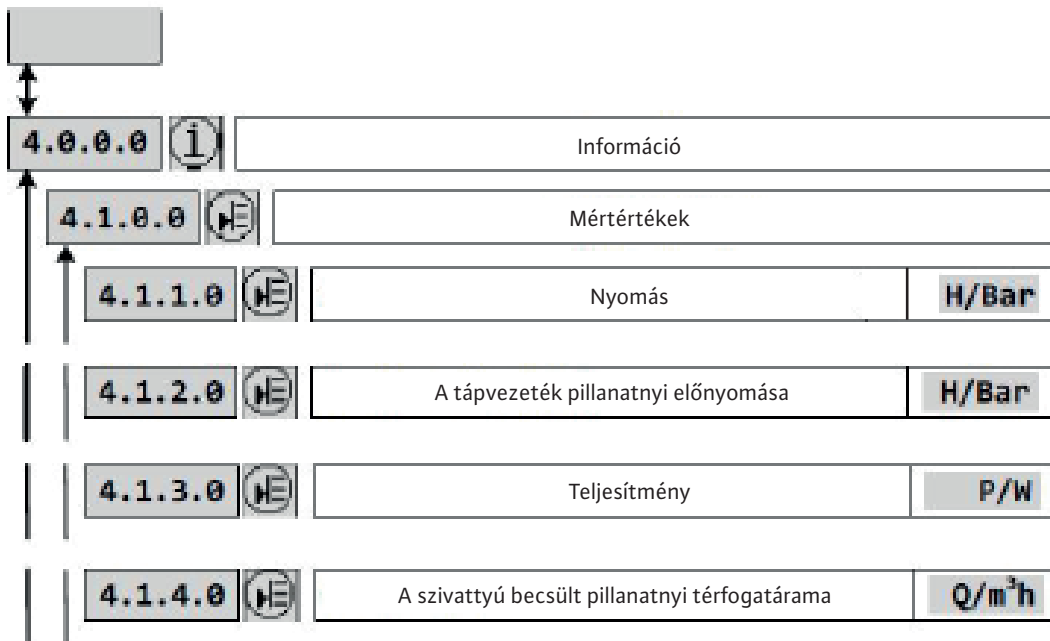 4.0.0.0 i Információ
4.1.0.0 Mértértékek
4.1.1.0 Nyomás H/Bar
4.1.2.0 A tápvezeték pillanatnyi előnyomása H/Bar
4.1.3.0 Teljesítmény P/W
4.1.4.0 A szivattyú becsült pillanatnyi térfogatárama Q/m³h